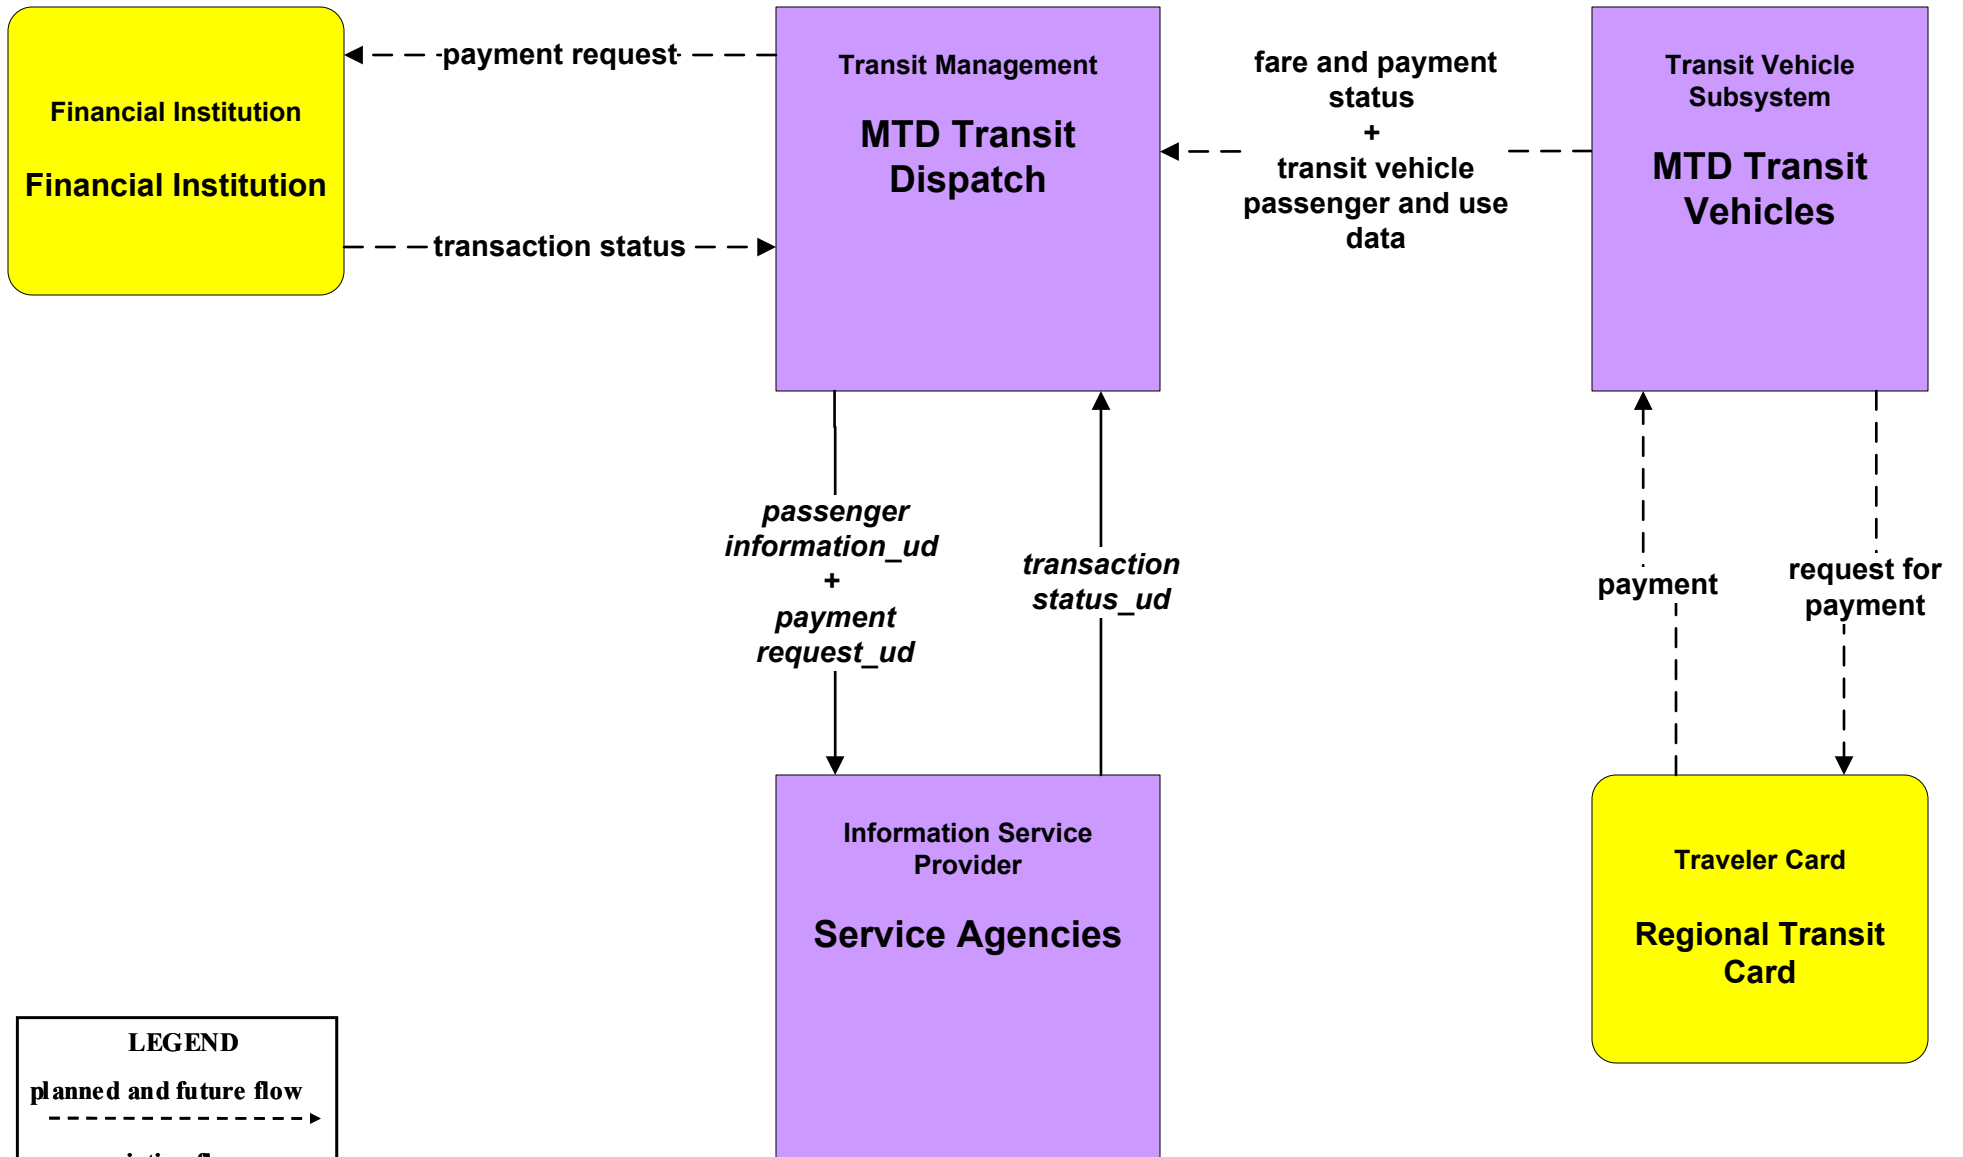 Financial Institution
Financial Institution
payment request
transaction status
Transit Management
MTD Transit
Dispatch
fare and payment
status
+
transit vehicle
passenger and use
data
Transit Vehicle
Subsystem
MTD Transit
Vehicles
passenger
information_ud
+
payment
request_ud
transaction
status_ud
payment
request for
payment
Information Service
Provider
Service Agencies
Traveler Card
Regional Transit
Card
LEGEND
planned and future flow